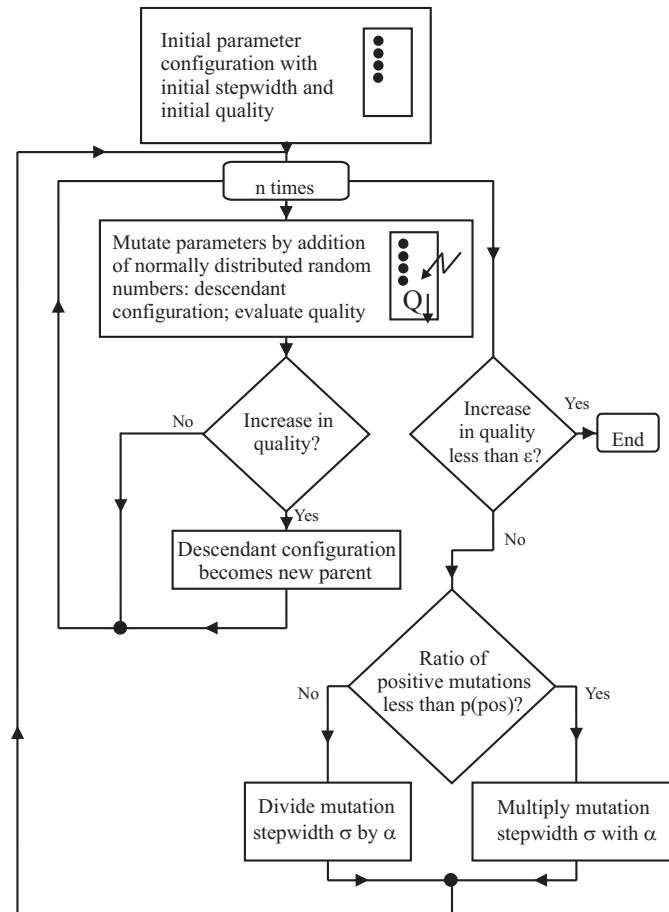 Initial parameter
configuration with
initial stepwidth and
initial quality
n times
Mutate parameters by addition
of normally distributed random
numbers: descendant
configuration; evaluate quality
Q
No
Increase in
quality?
Yes
Descendant configuration
becomes new parent
Increase
in quality
less than ε?
Yes
End
No
Ratio of
positive mutations
less than p(pos)?
No
Yes
Divide mutation
stepwidth σ by α
Multiply mutation
stepwidth σ with α